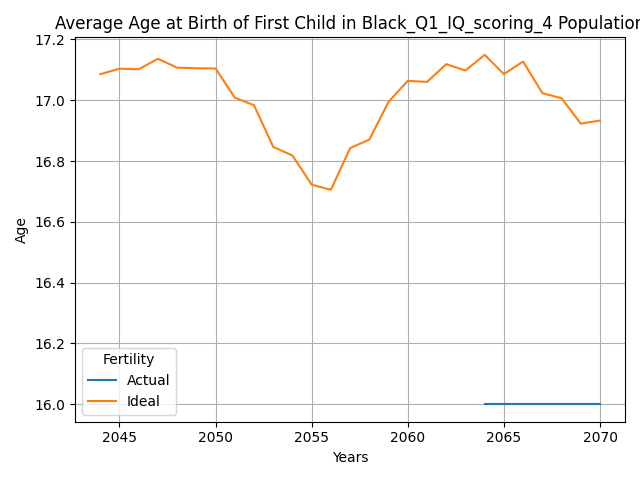 Average Age at Birth of First Child in Black_Q1_IQ_scoring_4 Population
17.2
17.0
16.8
16.6
16.4
16.2
16.0
Age
Fertility
Actual
Ideal
2045 2050 2055 2060 2065 2070
Years